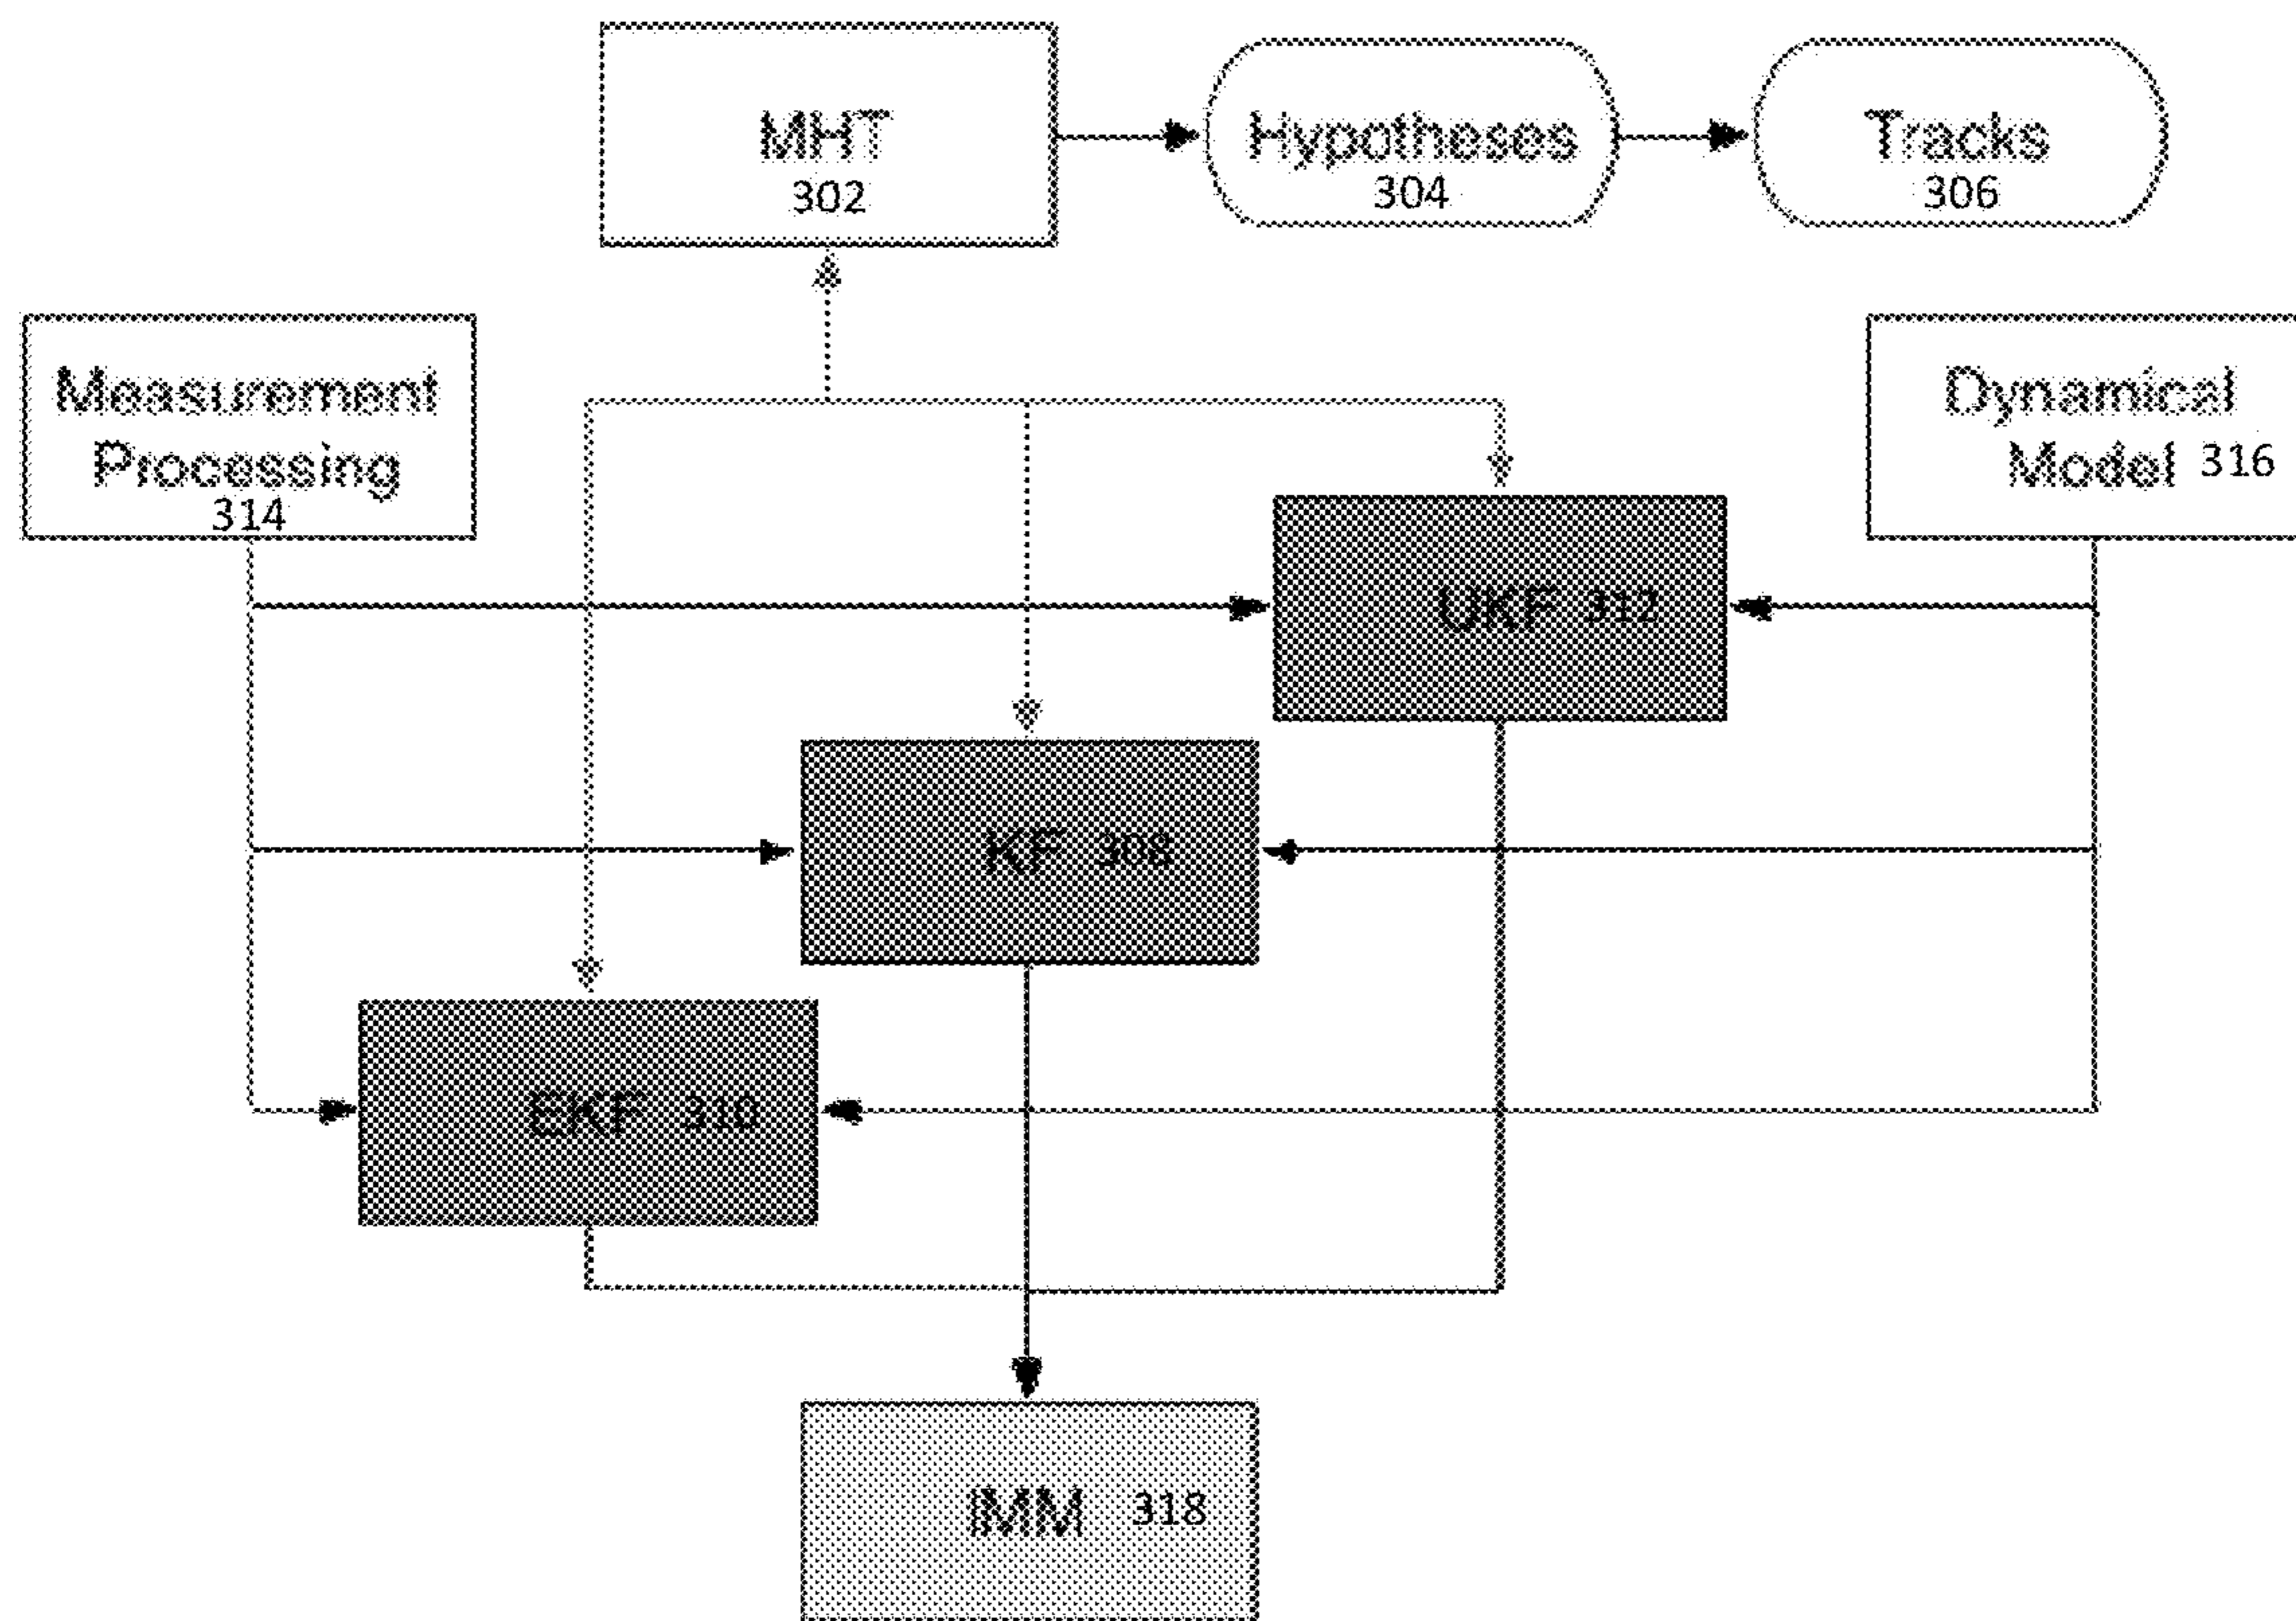 MHT
302
Hypotheses
304
Tracks
306
Measurement
Processing
314
Dynamical
Model 316
UKF 312
KF 308
EKF 310
IMM 318